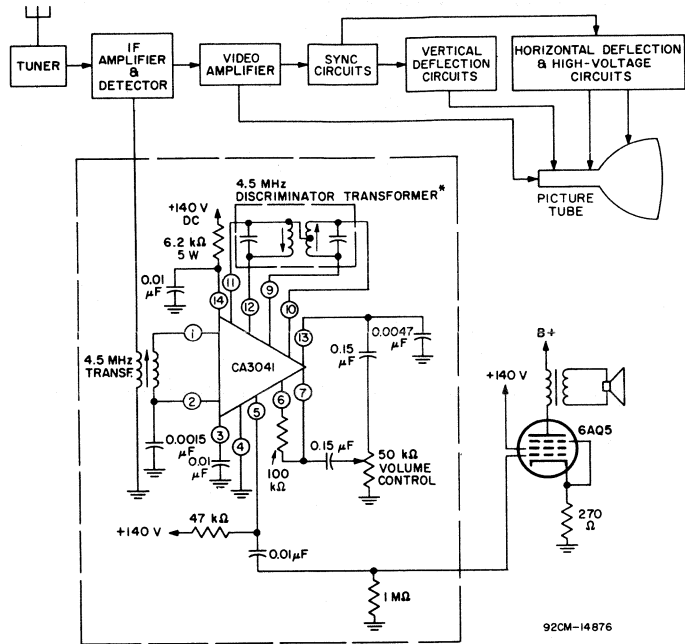 TUNER
IF
AMPLIFIER
&
DETECTOR
VIDEO
AMPLIFIER
SYNC
CIRCUITS
VERTICAL
DEFLECTION
CIRCUITS
HORIZONTAL DEFLECTION
& HIGH-VOLTAGE
CIRCUITS
PICTURE
TUBE
4.5 MHz
DISCRIMINATOR TRANSFORMER*
+140 V
DC
6.2 kΩ
5 W
0.01
μF
14
11
12
9
10
13
1
2
4.5 MHz
TRANSF.
CA3041
3
4
5
6
7
0.15
μF
0.0047
μF
0.0015
μF
0.01
μF
100
kΩ
0.15 μF
50 kΩ
VOLUME
CONTROL
+140 V
47 kΩ
0.01μF
1 MΩ
B+
+140 V
6AQ5
270
Ω
92CM-14876